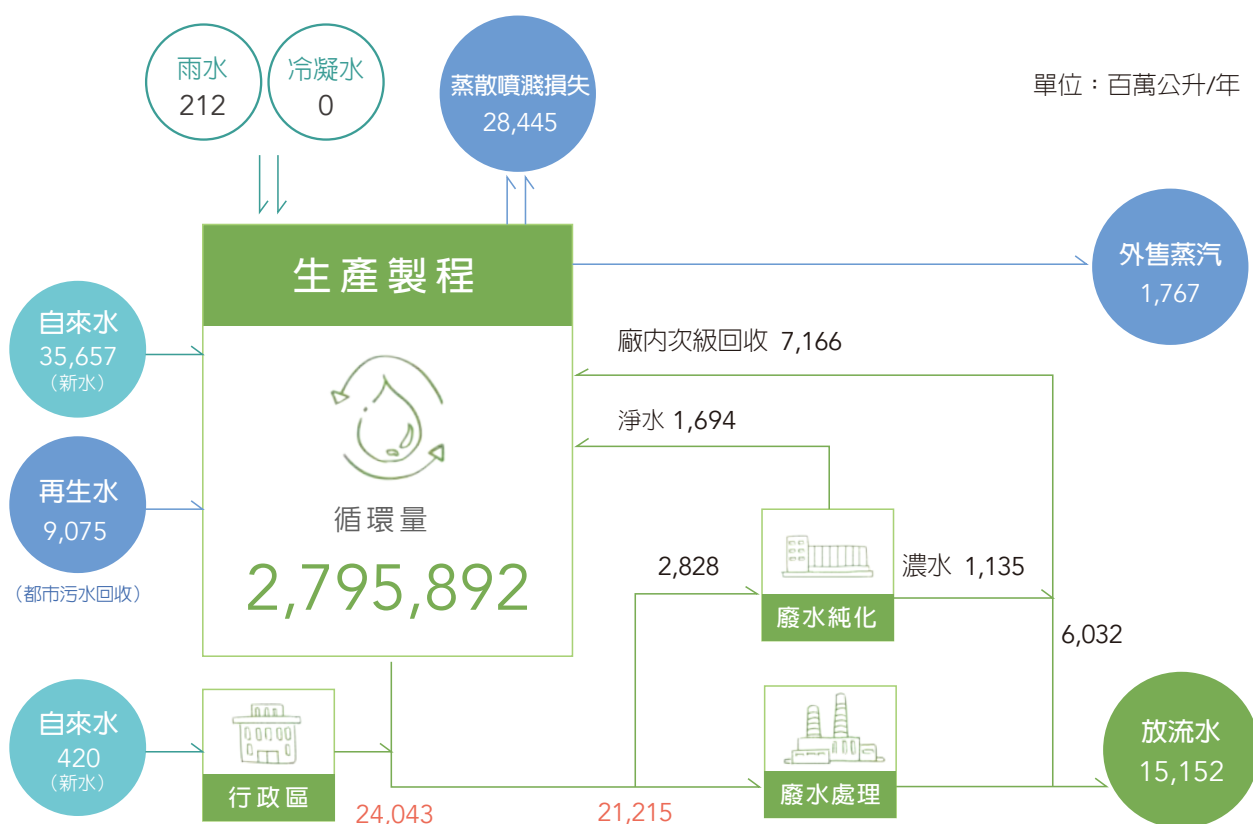 雨水
212
冷凝水
0
蒸散噴濺損失
28,445
單位：百萬公升/年
生產製程
外售蒸汽
1,767
自來水
35,657
（新水）
廠內次級回收 7,166
淨水 1,694
再生水
9,075
（都市污水回收）
循環量
2,795,892
2,828
濃水 1,135
廢水純化
6,032
自來水
420
（新水）
行政區
廢水處理
放流水
15,152
24,043
21,215